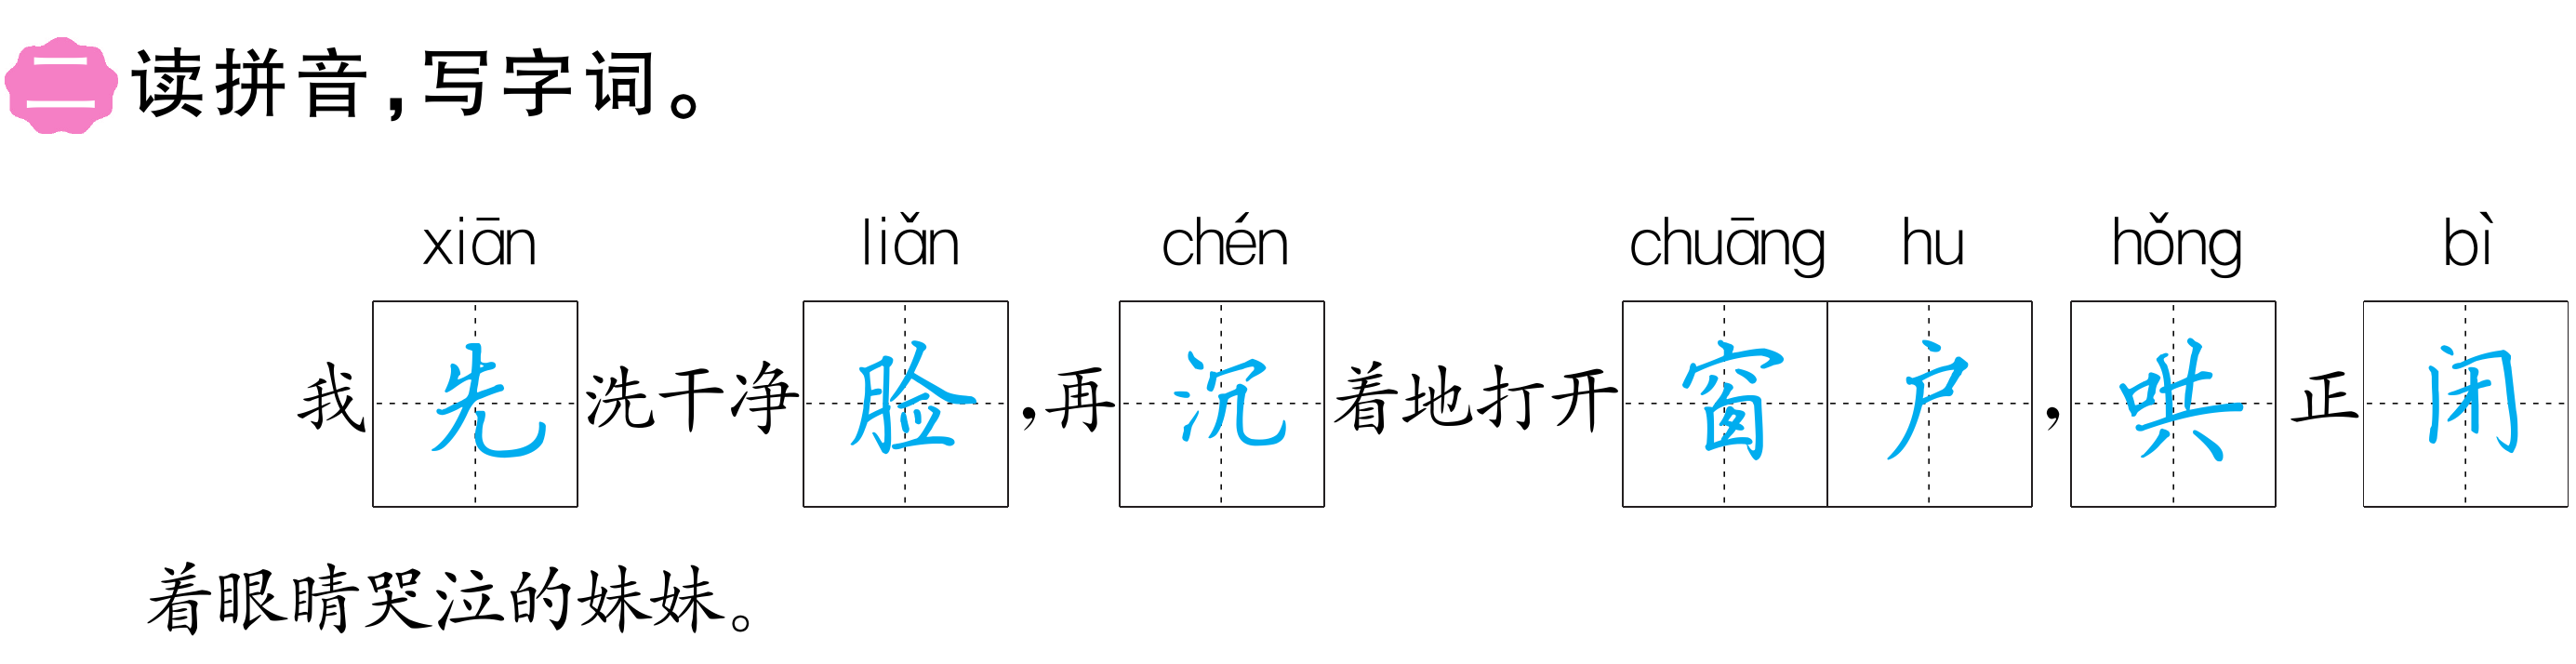 二 读拼音,写字词。
xiān liǎn chén chuāng hu hǒng bì
我先洗干净脸,再沉着地打开窗户,哄正闭
着眼睛哭泣的妹妹。